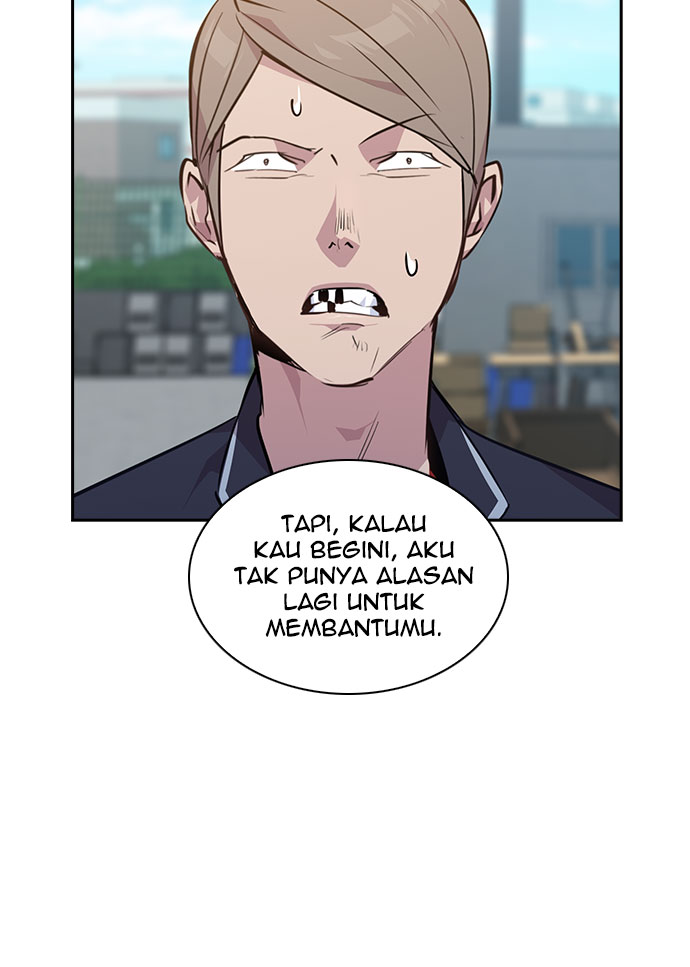 TAPI, KALAU
KAU BEGINI, AKU
TAK PUNYA ALASAN
LAGI UNTUK
MEMBANTUMU.